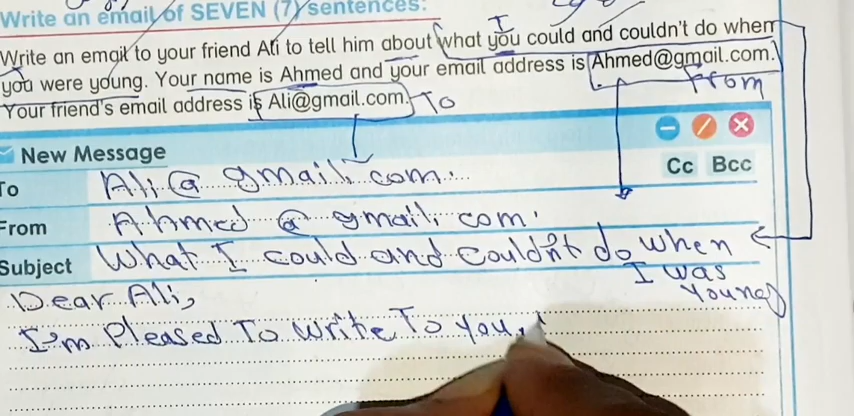 Write an email of SEVEN (7) sentences:
I
Write an email to your friend Ali to tell him about what you could and couldn't do when
you were young. Your name is Ahmed and your email address is Ahmed@gmail.com.
From
Your friend's email address is Ali@gmail.com. To
New Message
Cc Bcc
To Ali@gmail.com.
From Ahmed@gmail.com.
Subject What I could and couldn't do when
I was
Young
Dear Ali,
I'm Pleased To write To you.